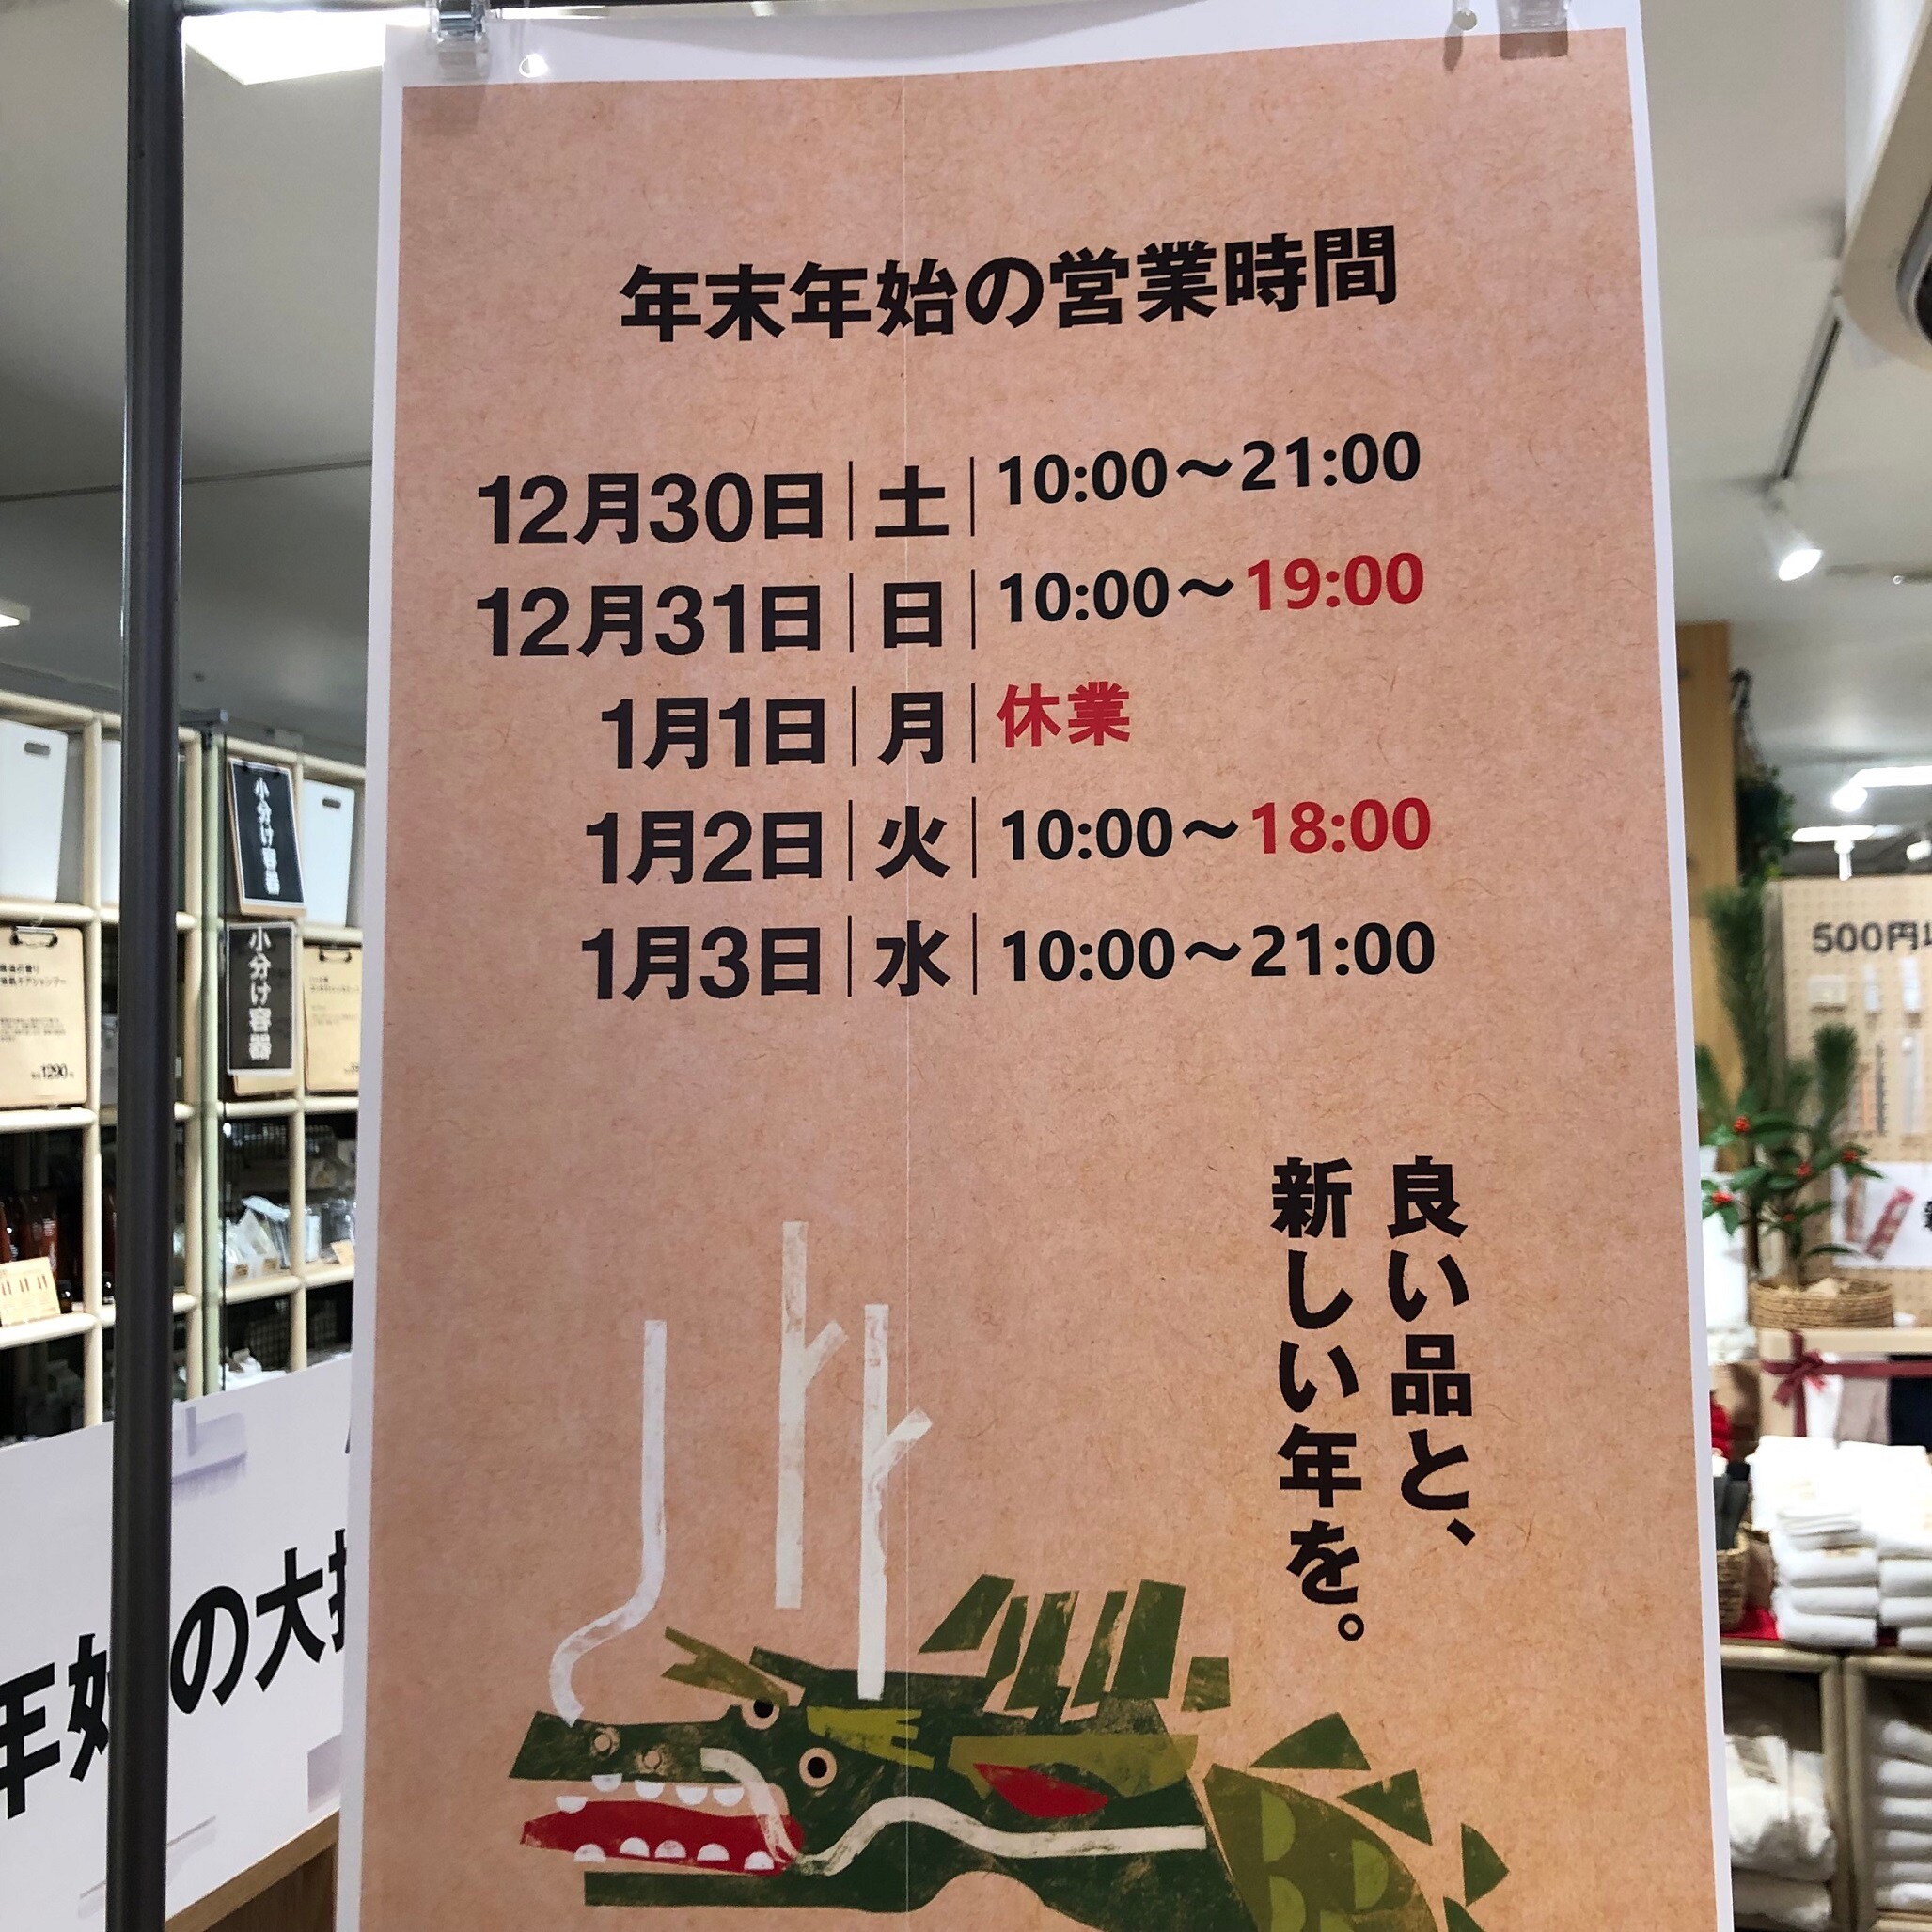 年末年始の営業時間
12月30日|土|10:00〜21:00
12月31日|日|10:00〜19:00
1月1日|月|休業
1月2日|火|10:00〜18:00
1月3日|水|10:00〜21:00
良い品と、
新しい年を。
小分け容器
小分け容器
1290
年始の大
500円